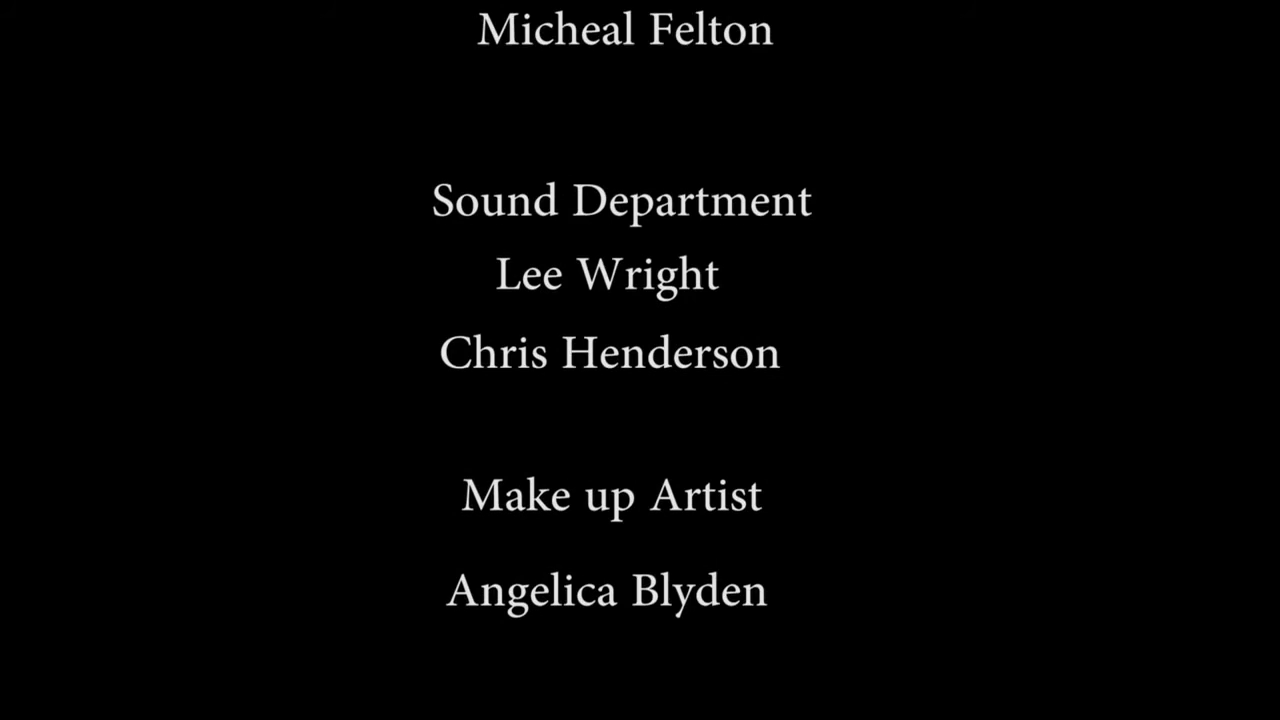 Micheal Felton
Sound Department
Lee Wright
Chris Henderson
Make up Artist
Angelica Blyden